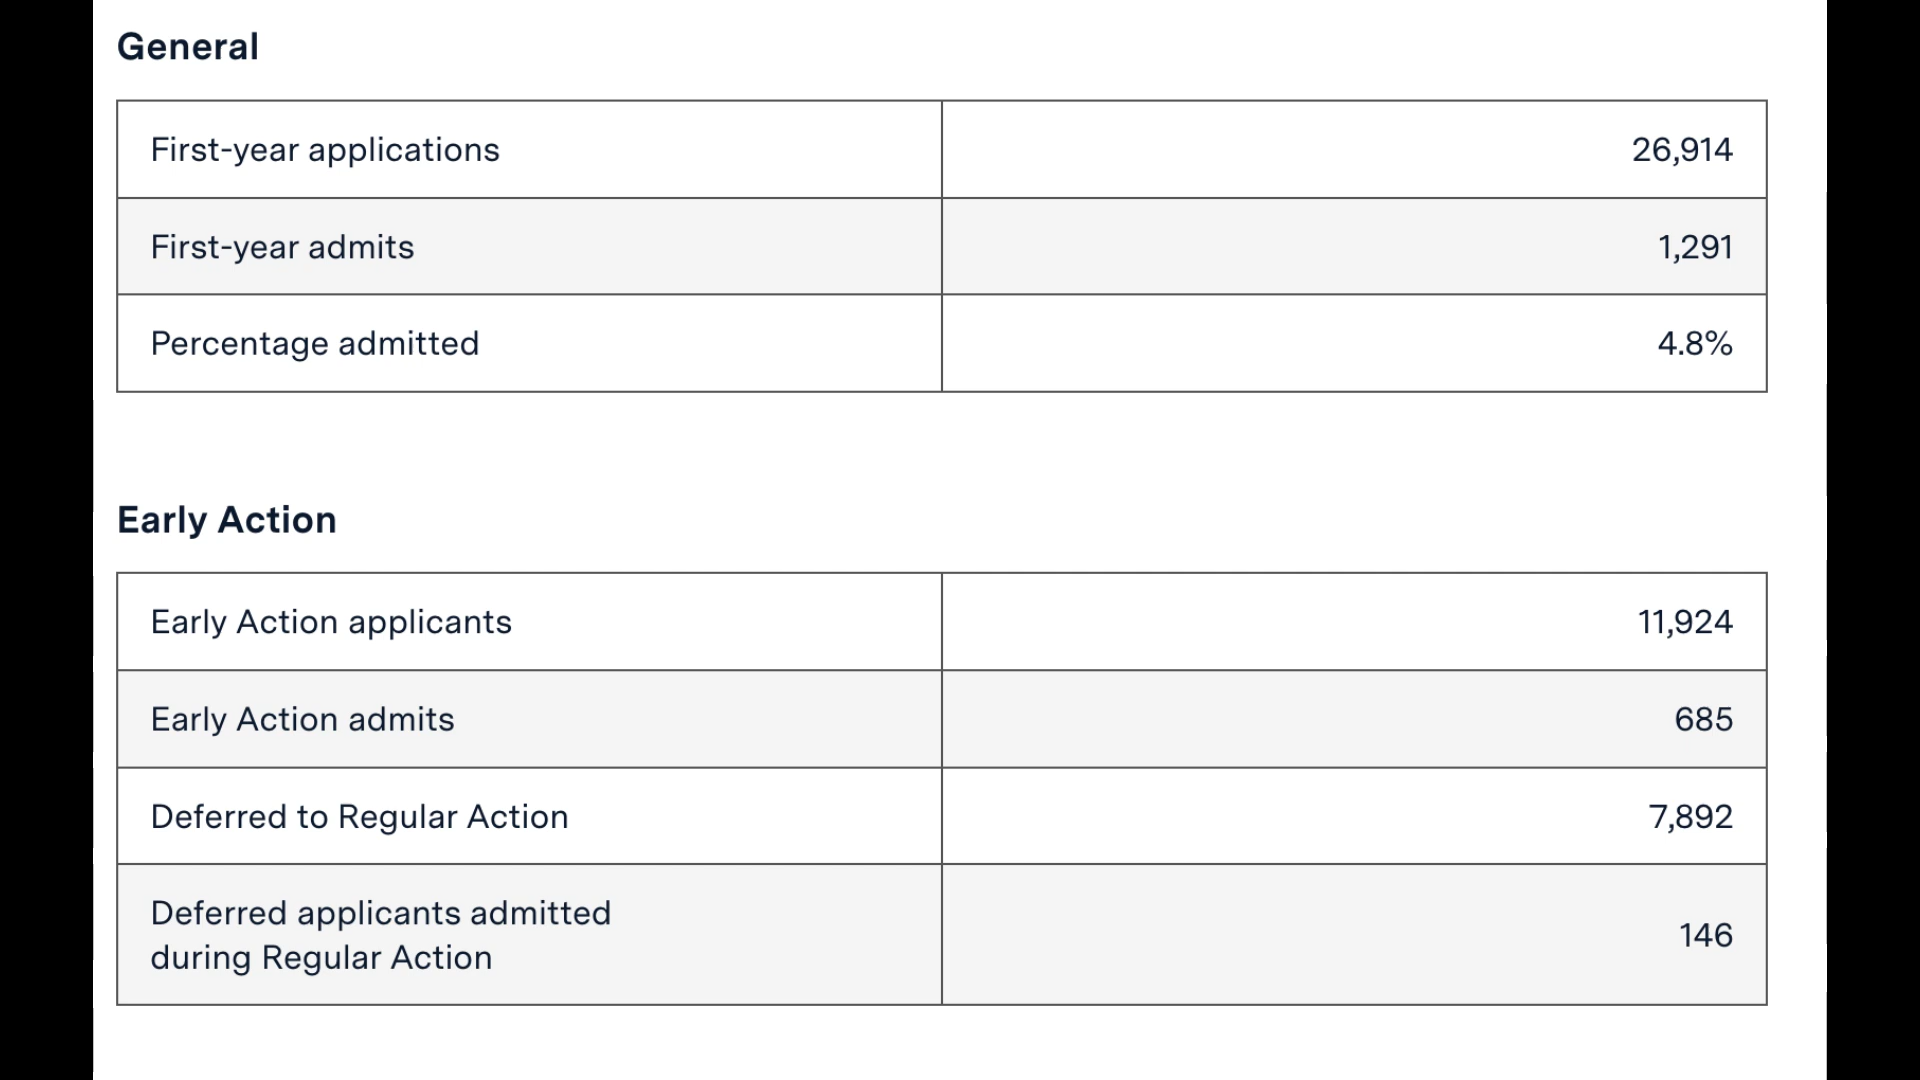 General
First-year applications 26,914
First-year admits 1,291
Percentage admitted 4.8%
Early Action
Early Action applicants 11,924
Early Action admits 685
Deferred to Regular Action 7,892
Deferred applicants admitted
during Regular Action 146